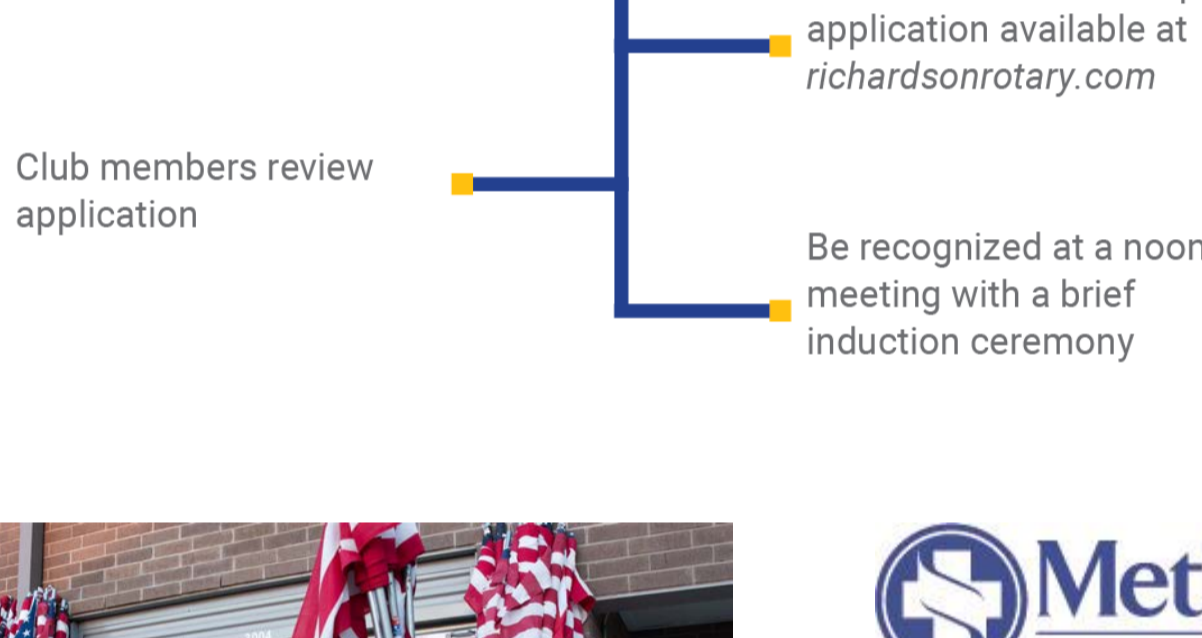 application available at
richardsonrotary.com
Club members review
application
Be recognized at a noon
meeting with a brief
induction ceremony
Met